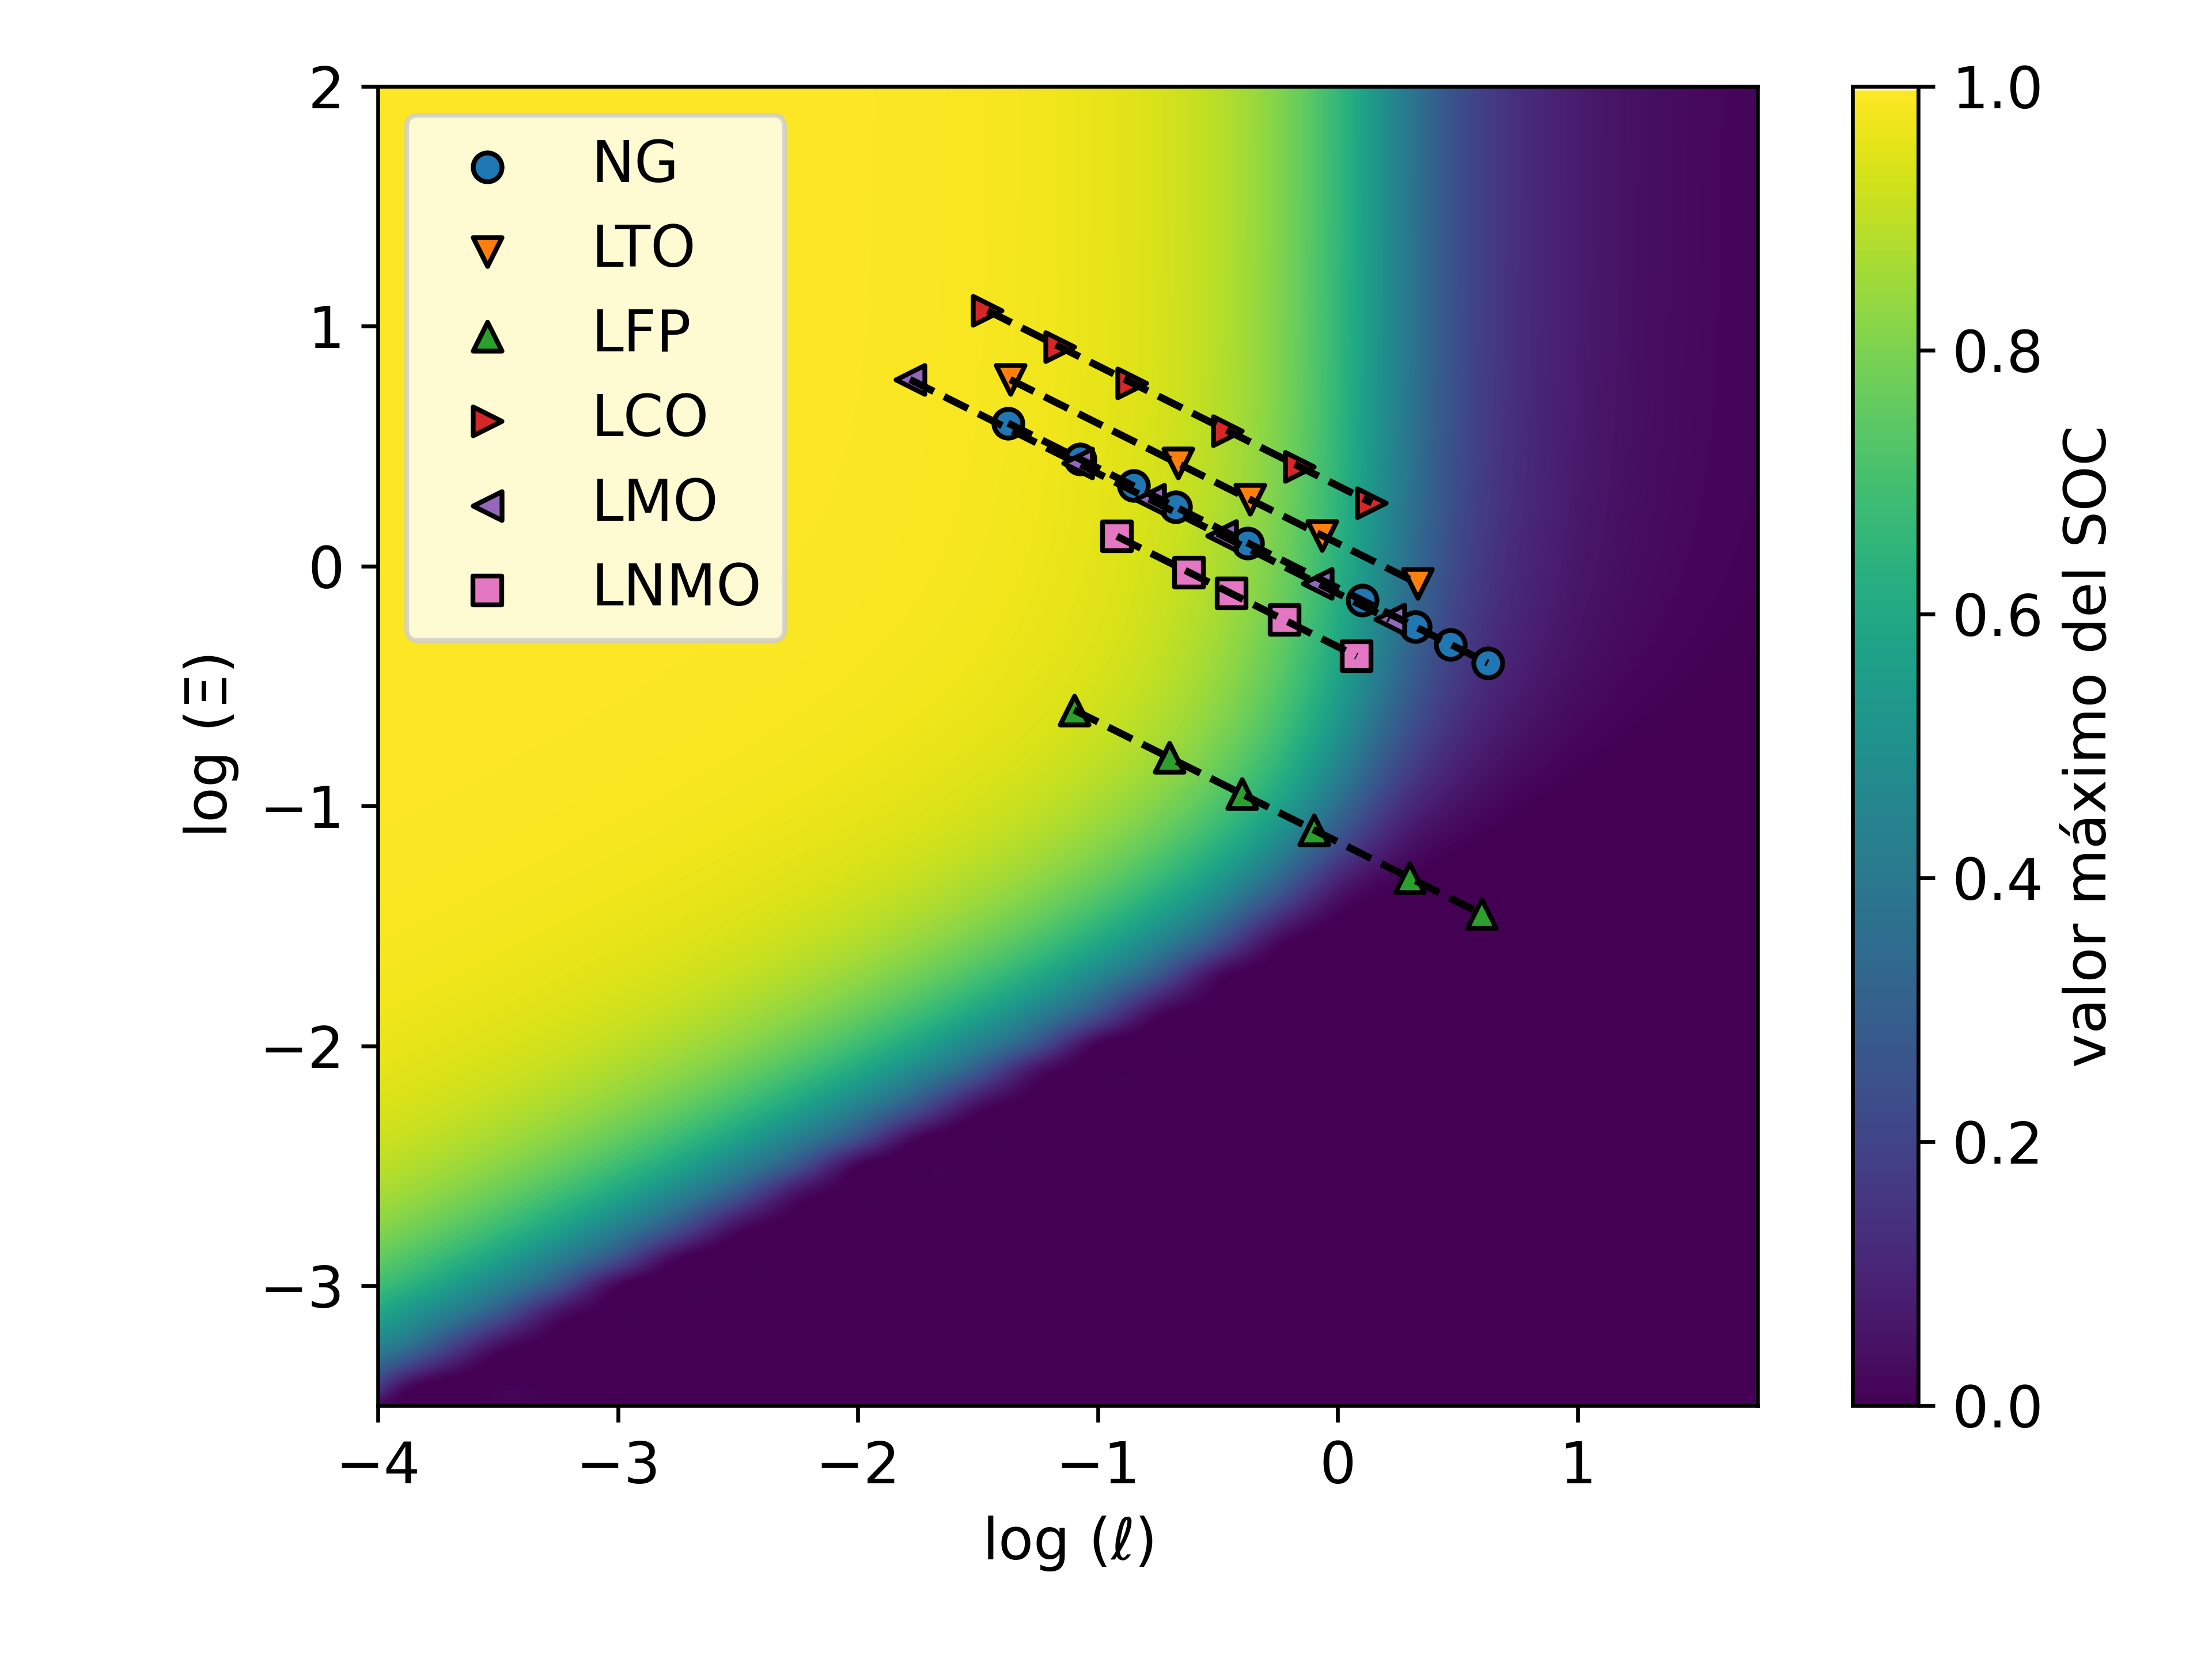 2
1
0
−1
−2
−3
log (Ξ)
NG
LTO
LFP
LCO
LMO
LNMO
−4
−3
−2
−1
0
1
log (ℓ)
1.0
0.8
0.6
0.4
0.2
0.0
valor máximo del SOC